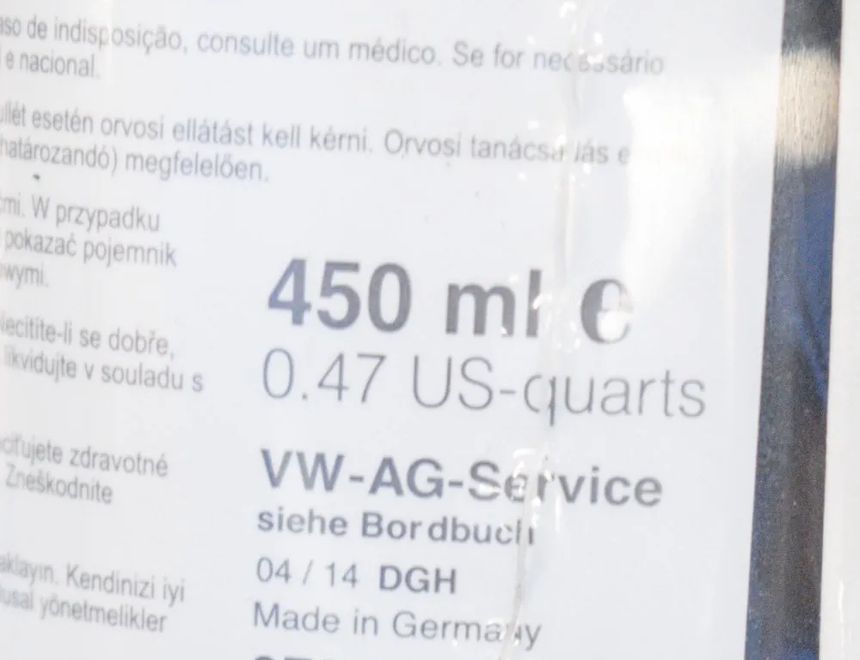 de indisposição, consulte um médico. Se for necessário
e nacional.
esetén orvosi ellátást kell kérni. Orvosi
határozandó) megfelelően.
W przypadku
pokazać pojemnik
se dobře,
likvidujte v souladu s
zdravotné
Zneškodnite
Kendinizi iyi
yönetmelikler
450 ml ℮
0.47 US-quarts
VW-AG-Service
siehe Bordbuch
04 / 14 DGH
Made in Germany